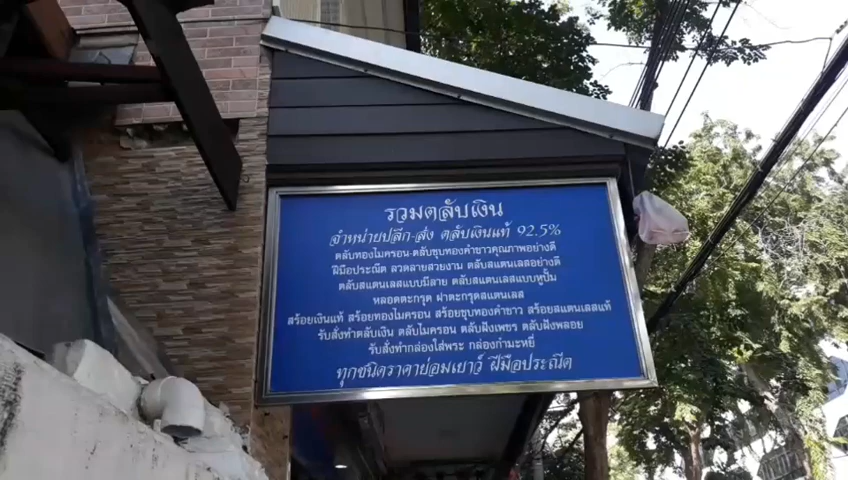 รวมตลับเงิน
จำหน่ายปลีก-ส่ง ตลับเงินแท้ 92.5%
ตลับทองไมครอน-ตลับชุบทองคำขาวคุณภาพอย่างดี
ฝีมือประณีต ลวดลายสวยงาม ตลับสแตนเลสอย่างดี
ตลับสแตนเลสแบบมีลาย ตลับสแตนเลสแบบหูปั๊ม
หลอดตะกรุด ฝาตะกรุดสแตนเลส
สร้อยเงินแท้ สร้อยทองไมครอน สร้อยชุบทองคำขาว สร้อยสแตนเลสแท้
รับสั่งทำตลับเงิน ตลับไมครอน ตลับฝังเพชร ตลับฝังพลอย
รับสั่งทำกล่องใส่พระ กล่องกำมะหยี่
ทุกชนิดราคาย่อมเยาว์ ฝีมือประณีต